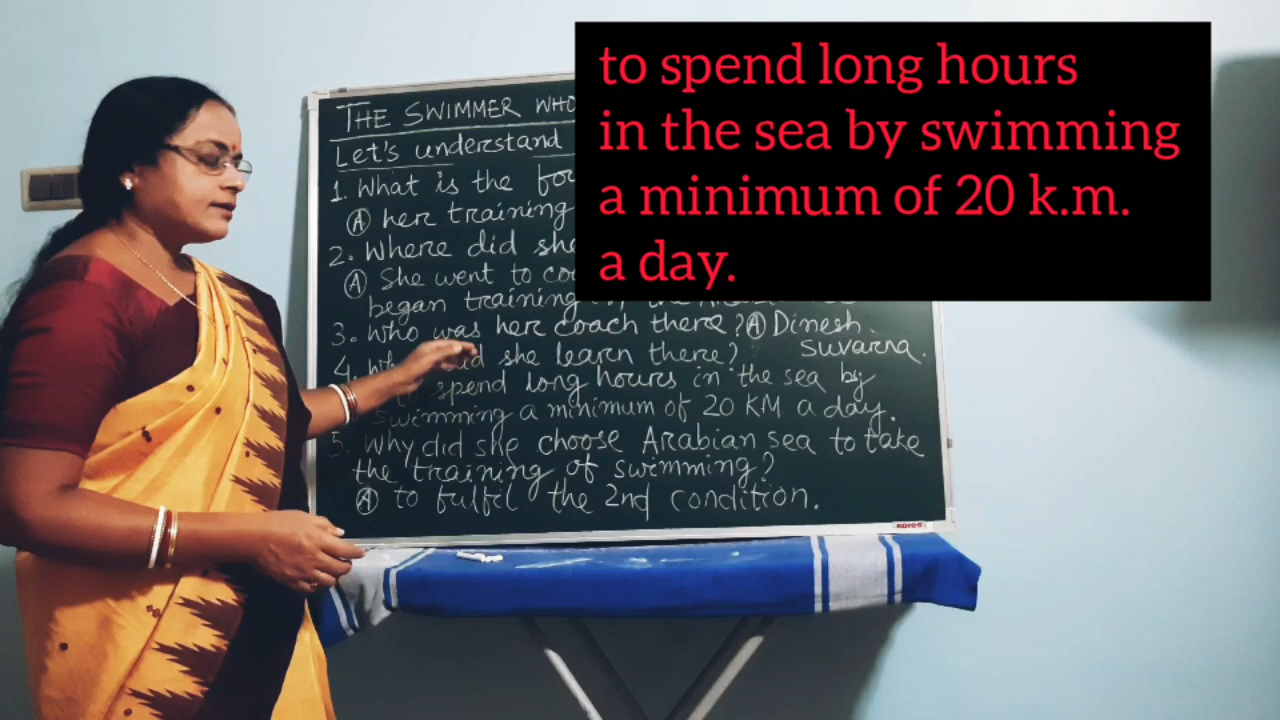 to spend long hours
in the sea by swimming
a minimum of 20 k.m.
a day.
THE SWIMMER WHO
Let's understand
1. What is the
Ⓐ her training
2. Where did she
Ⓐ She went to
began training
3. Who was her coach there? Ⓐ Dinesh
Suvarna.
4. did she learn there?
to spend long hours in the sea by
swimming a minimum of 20 KM a day.
5. Why did she choose Arabian sea to take
the training of swimming?
Ⓐ to fulfil the 2nd condition.